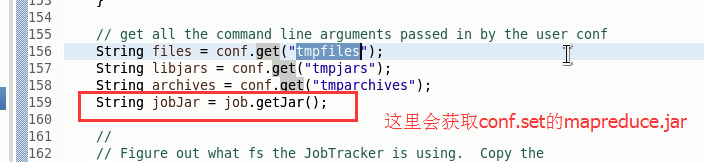 153 }
154
155 // get all the command line arguments passed in by the user conf
156 String files = conf.get("tmpfiles");
157 String libjars = conf.get("tmpjars");
158 String archives = conf.get("tmparchives");
159 String jobJar = job.getJar();
160
这里会获取conf.set的mapreduce.jar
161 //
162 // Figure out what fs the JobTracker is using. Copy the